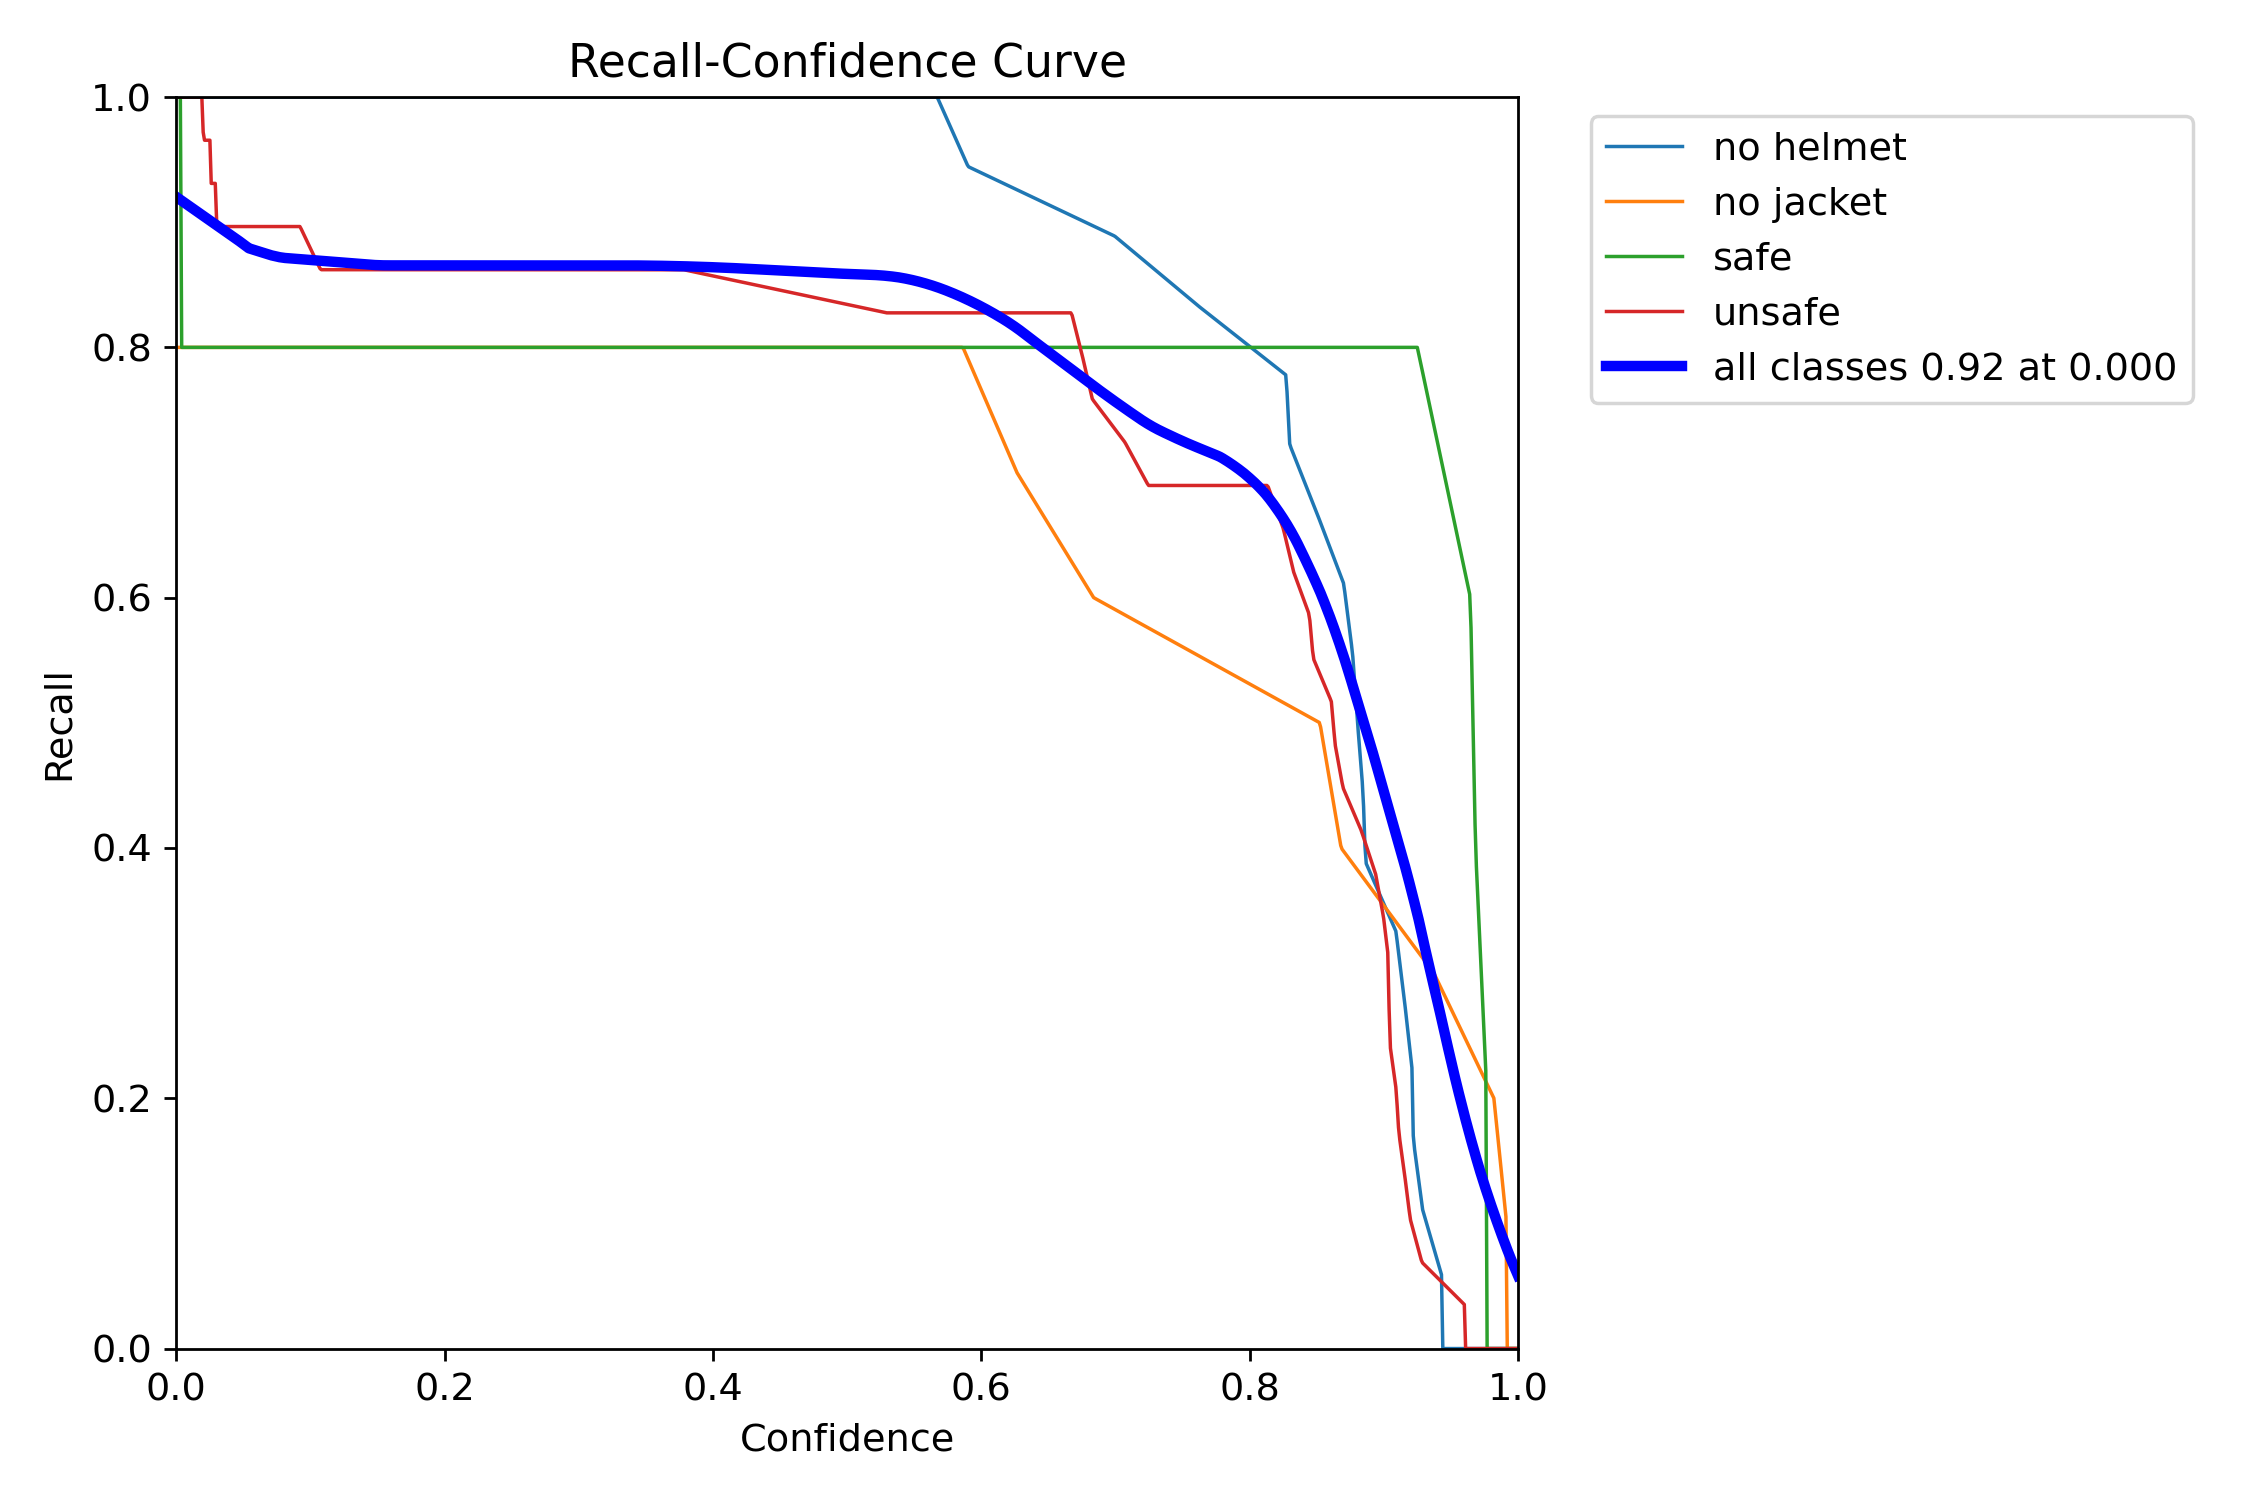 Recall-Confidence Curve
1.0
0.8
0.6
0.4
0.2
0.0
Recall
0.0 0.2 0.4 0.6 0.8 1.0
Confidence
no helmet
no jacket
safe
unsafe
all classes 0.92 at 0.000